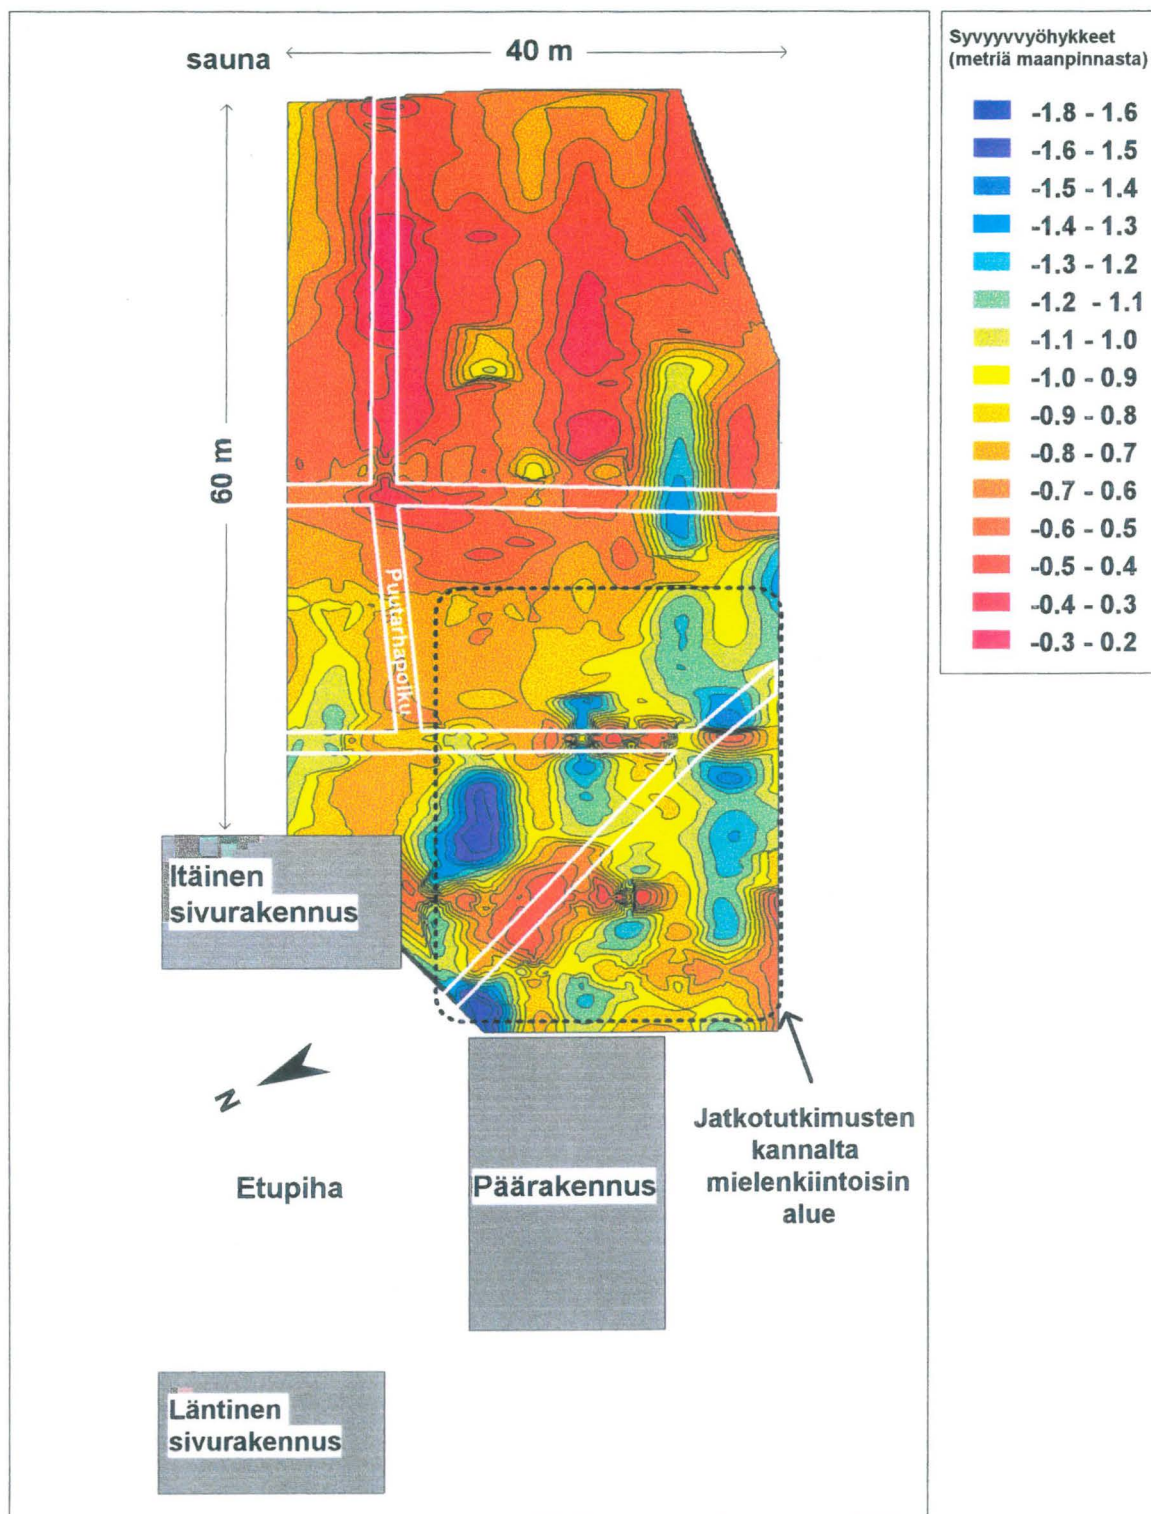 sauna
40 m
60 m
Puutarhapolku
Itäinen
sivurakennus
N
Etupiha
Päärakennus
Jatkotutkimusten
kannalta
mielenkiintoisin
alue
Läntinen
sivurakennus
Syvyyvvyöhykkeet
(metriä maanpinnasta)
-1.8 - 1.6
-1.6 - 1.5
-1.5 - 1.4
-1.4 - 1.3
-1.3 - 1.2
-1.2 - 1.1
-1.1 - 1.0
-1.0 - 0.9
-0.9 - 0.8
-0.8 - 0.7
-0.7 - 0.6
-0.6 - 0.5
-0.5 - 0.4
-0.4 - 0.3
-0.3 - 0.2